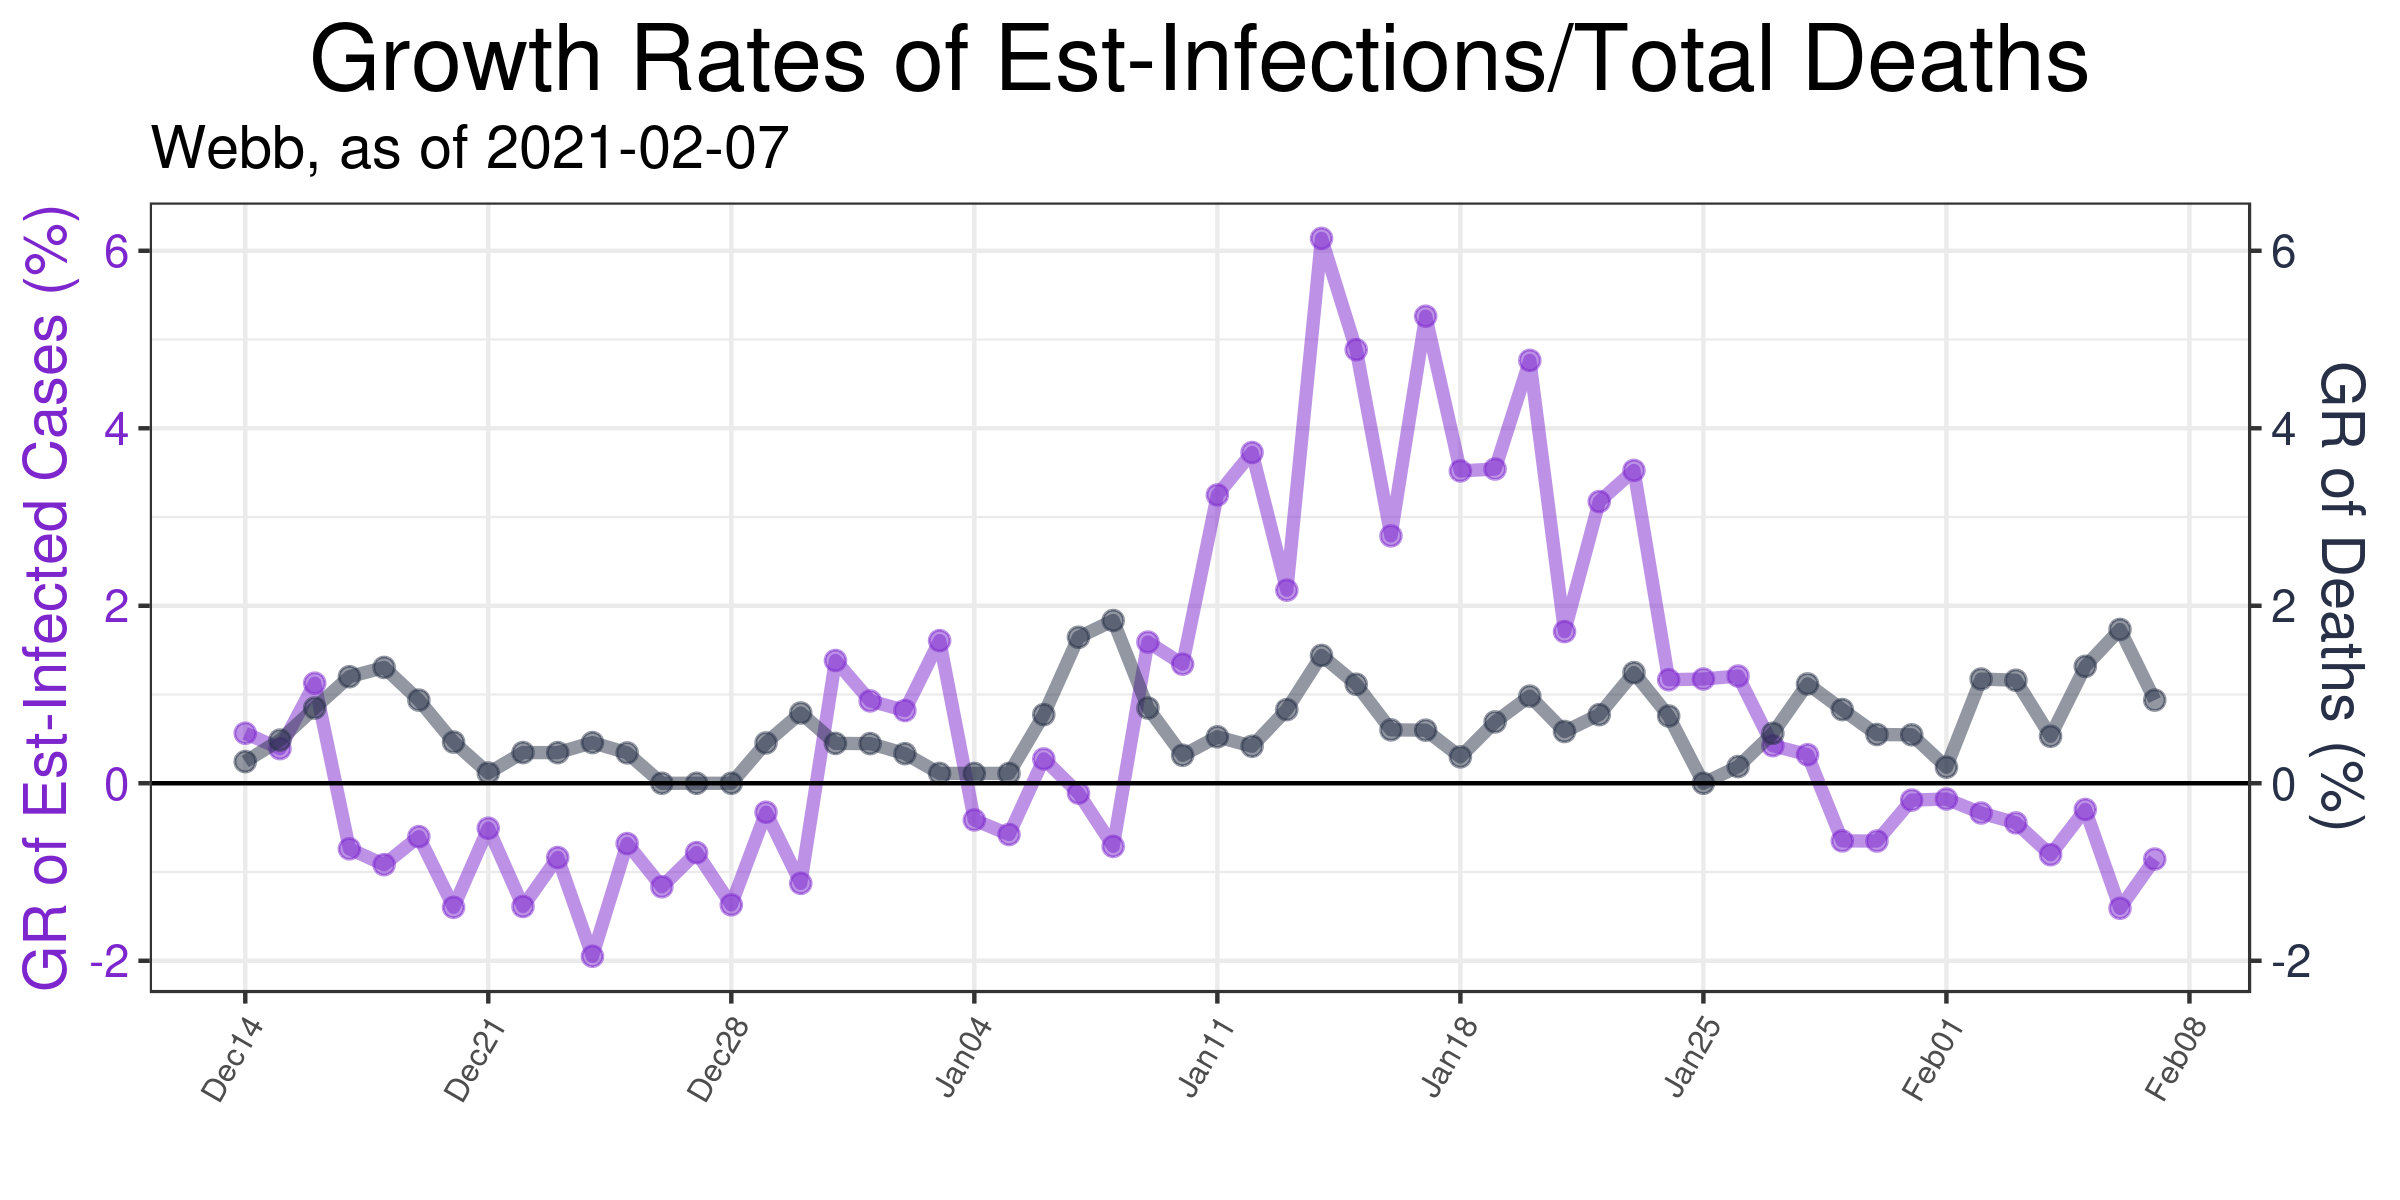 Growth Rates of Est-Infections/Total Deaths
Webb, as of 2021-02-07
GR of Est-Infected Cases (%)
6
4
2
0
-2
6
4
2
0
-2
GR of Deaths (%)
Dec14
Dec21
Dec28
Jan04
Jan11
Jan18
Jan25
Feb01
Feb08